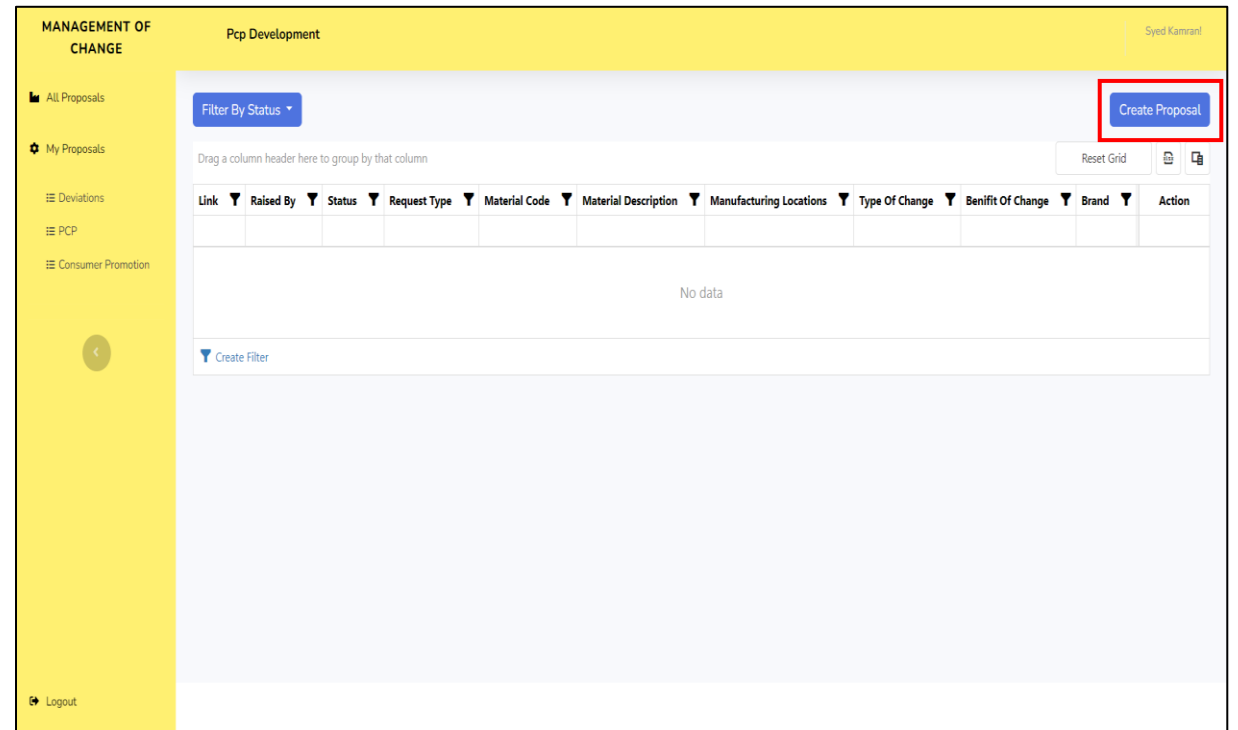 MANAGEMENT OF
CHANGE
Pcp Development
Syed Kamran!
All Proposals
My Proposals
Deviations
PCP
Consumer Promotion
Logout
Filter By Status
Create Proposal
Drag a column header here to group by that column
Reset Grid
Link Raised By Status Request Type Material Code Material Description Manufacturing Locations Type Of Change Benifit Of Change Brand Action
No data
Create Filter